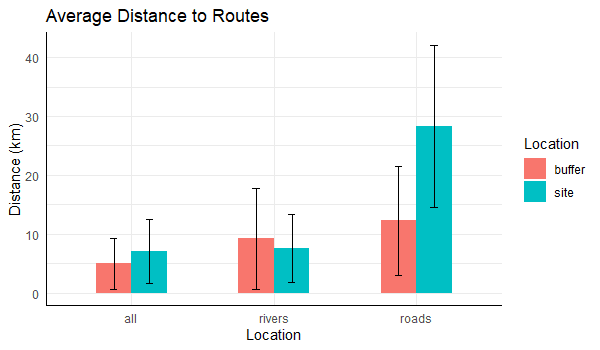 Average Distance to Routes
Distance (km)
40
30
20
10
0
all rivers roads
Location
Location
buffer
site